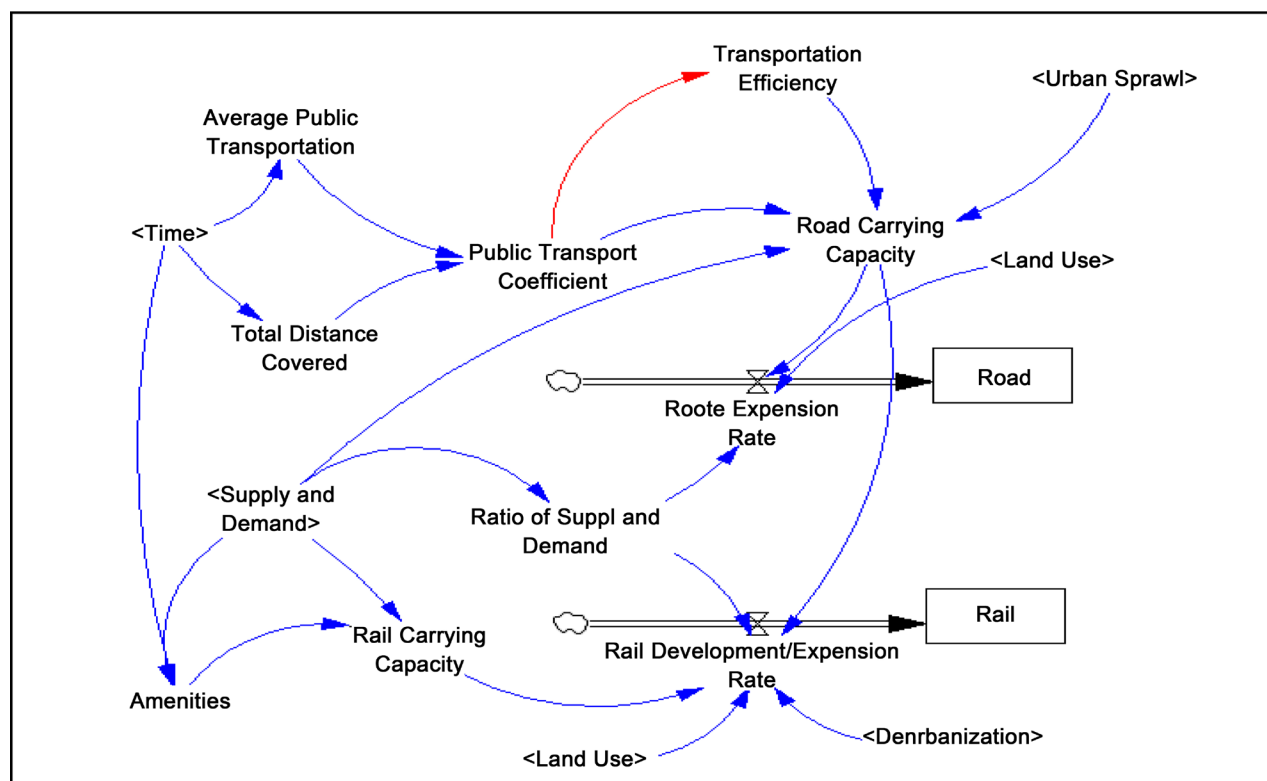 Transportation
Efficiency
<Urban Sprawl>
Average Public
Transportation
<Time>
Public Transport
Coefficient
Road Carrying
Capacity
<Land Use>
Total Distance
Covered
Road
Roote Expension
Rate
<Supply and
Demand>
Ratio of Suppl and
Demand
Rail
Rail Carrying
Capacity
Rail Development/Expension
Rate
Amenities
<Land Use>
<Denrbanization>